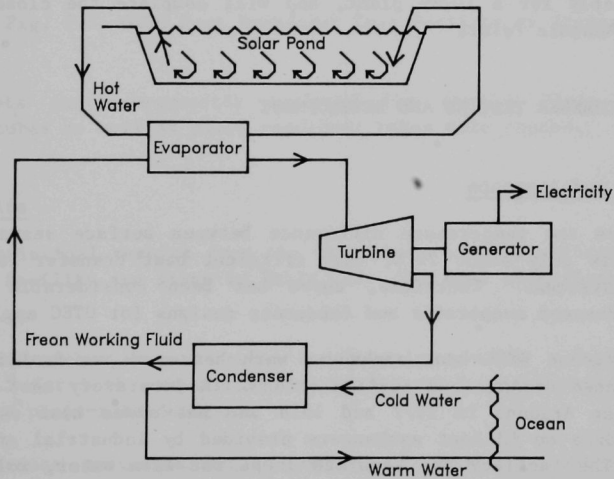 Solar Pond
Hot
Water
Evaporator
Electricity
Turbine
Generator
Freon Working Fluid
Condenser
Cold Water
Ocean
Warm Water